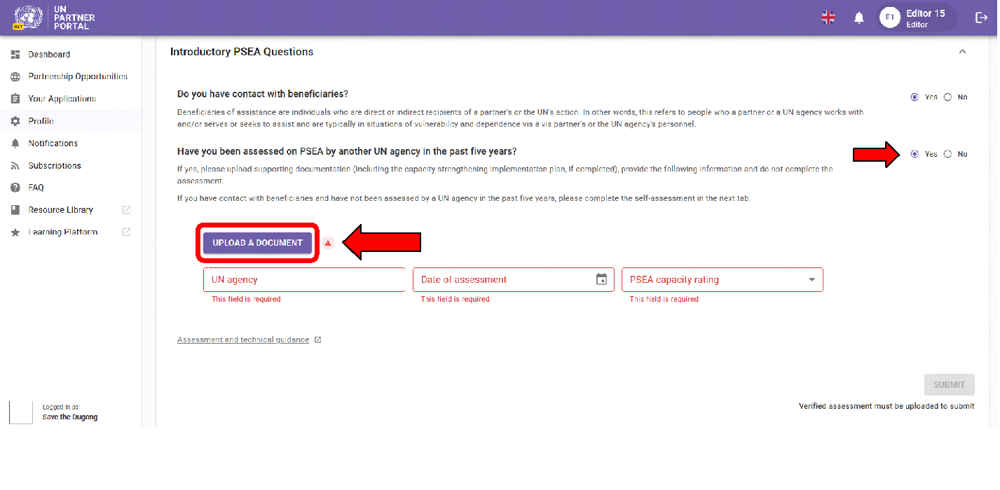 UN
PARTNER
PORTAL
UAT
E1
Editor 15
Editor
Dashboard
Partnership Opportunities
Your Applications
Profile
Notifications
Subscriptions
FAQ
Resource Library
Learning Platform
Logged in as:
Save the Dugong
Introductory PSEA Questions
Do you have contact with beneficiaries?
Yes
No
Beneficiaries of assistance are individuals who are direct or indirect recipients of a partner's or the UN's action. In other words, this refers to people who a partner or a UN agency works with
and/or serves or seeks to assist and are typically in situations of vulnerability and dependence vis à vis partner's or the UN agency's personnel.
Have you been assessed on PSEA by another UN agency in the past five years?
Yes
No
If yes, please upload supporting documentation (including the capacity strengthening implementation plan, if completed), provide the following information and do not complete the
assessment.
If you have contact with beneficiaries and have not been assessed by a UN agency in the past five years, please complete the self-assessment in the next tab.
UPLOAD A DOCUMENT
UN agency
Date of assessment
PSEA capacity rating
This field is required
This field is required
This field is required
Assessment and technical guidance
SUBMIT
Verified assessment must be uploaded to submit